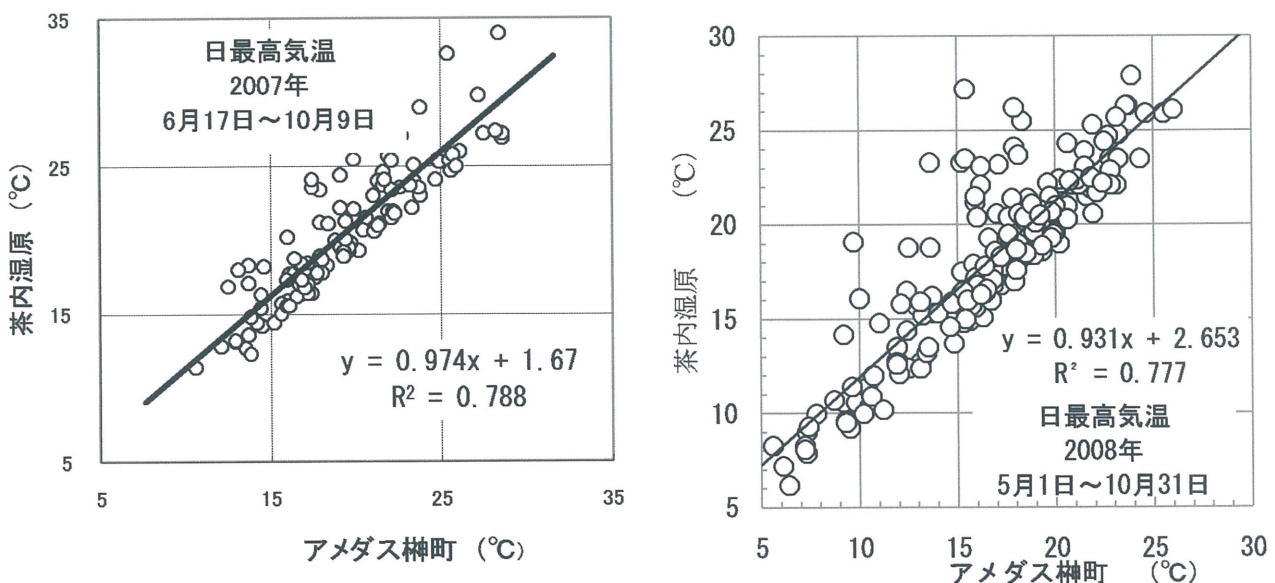 35
25
15
5
茶内湿原 (℃)
日最高気温
2007年
6月17日～10月9日
y = 0.974x + 1.67
R² = 0.788
5
15
25
35
アメダス榊町 (℃)
30
25
20
15
10
5
茶内湿原 (℃)
y = 0.931x + 2.653
R² = 0.777
日最高気温
2008年
5月1日～10月31日
5
10
15
20
25
30
アメダス榊町 (℃)